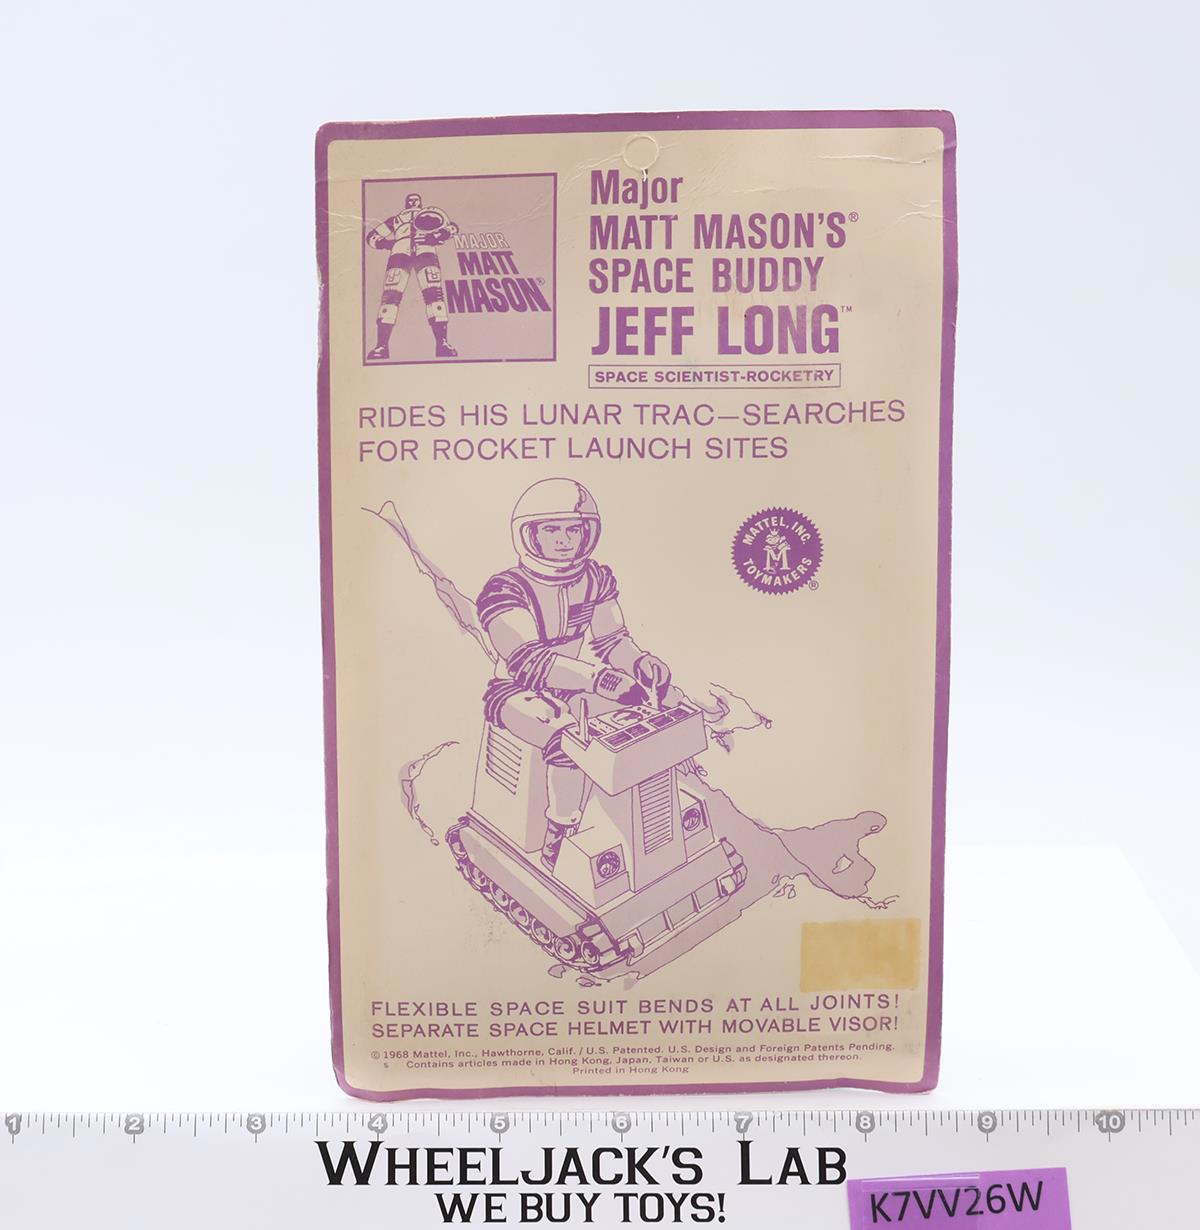 MAJOR
MATT
MASON®
Major
MATT MASON'S®
SPACE BUDDY
JEFF LONG™
SPACE SCIENTIST-ROCKETRY
RIDES HIS LUNAR TRAC—SEARCHES
FOR ROCKET LAUNCH SITES
MATTEL, INC.
M
TOYMAKERS
®
FLEXIBLE SPACE SUIT BENDS AT ALL JOINTS!
SEPARATE SPACE HELMET WITH MOVABLE VISOR!
© 1968 Mattel, Inc., Hawthorne, Calif. / U.S. Patented. U.S. Design and Foreign Patents Pending.
s Contains articles made in Hong Kong, Japan, Taiwan or U.S. as designated thereon.
Printed in Hong Kong
1 2 3 4 5 6 7 8 9 10
WHEELJACK'S LAB
WE BUY TOYS!
K7VV26W